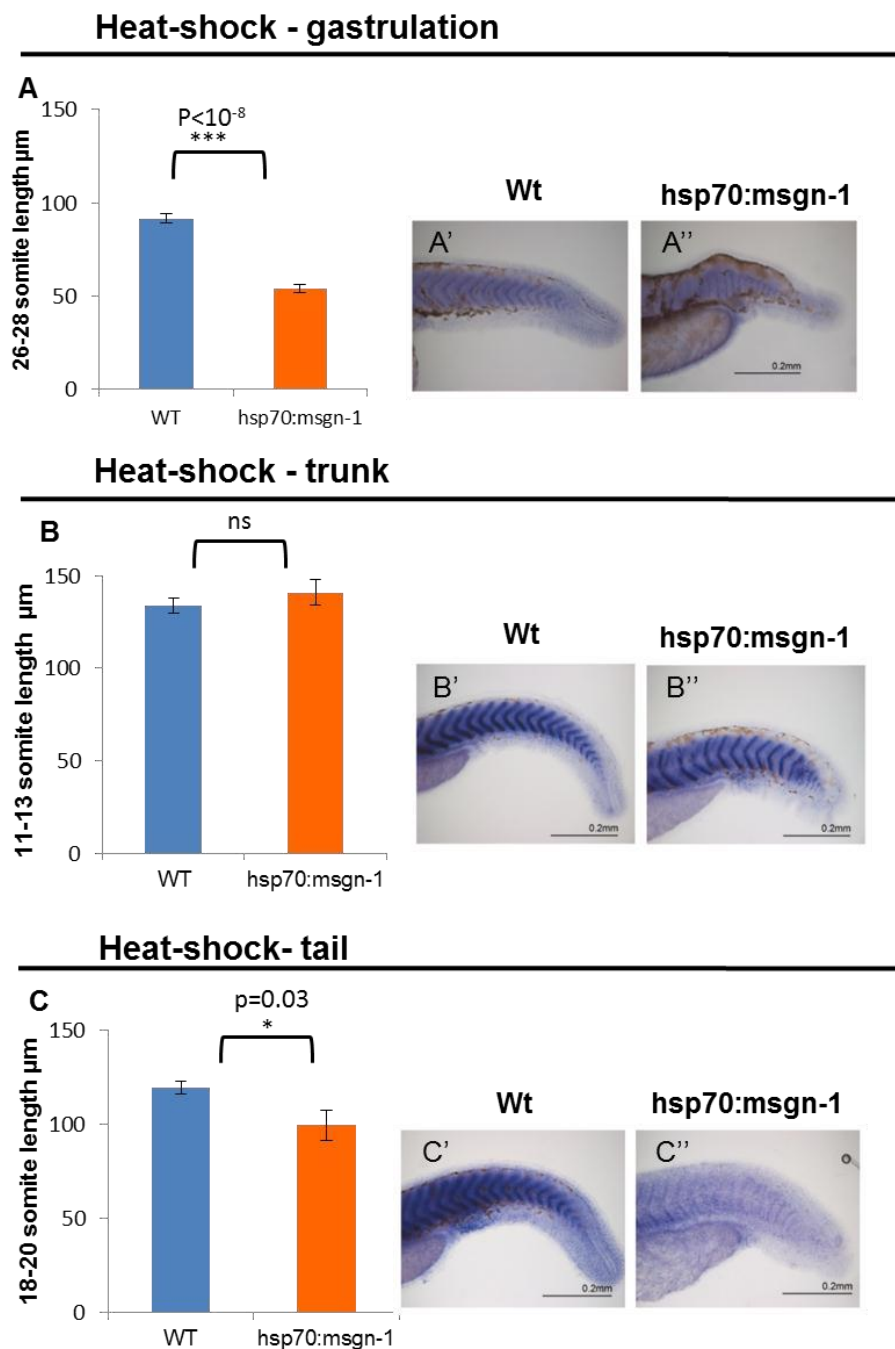 Heat-shock - gastrulation
A
150
100
50
0
26-28 somite length µm
P<10-8
***
WT
hsp70:msgn-1
Wt
hsp70:msgn-1
A'
A''
0.2mm
Heat-shock - trunk
B
150
100
50
0
11-13 somite length µm
ns
WT
hsp70:msgn-1
Wt
hsp70:msgn-1
B'
0.2mm
B''
0.2mm
Heat-shock- tail
C
150
100
50
0
18-20 somite length µm
p=0.03
*
WT
hsp70:msgn-1
Wt
hsp70:msgn-1
C'
0.2mm
C''
0.2mm